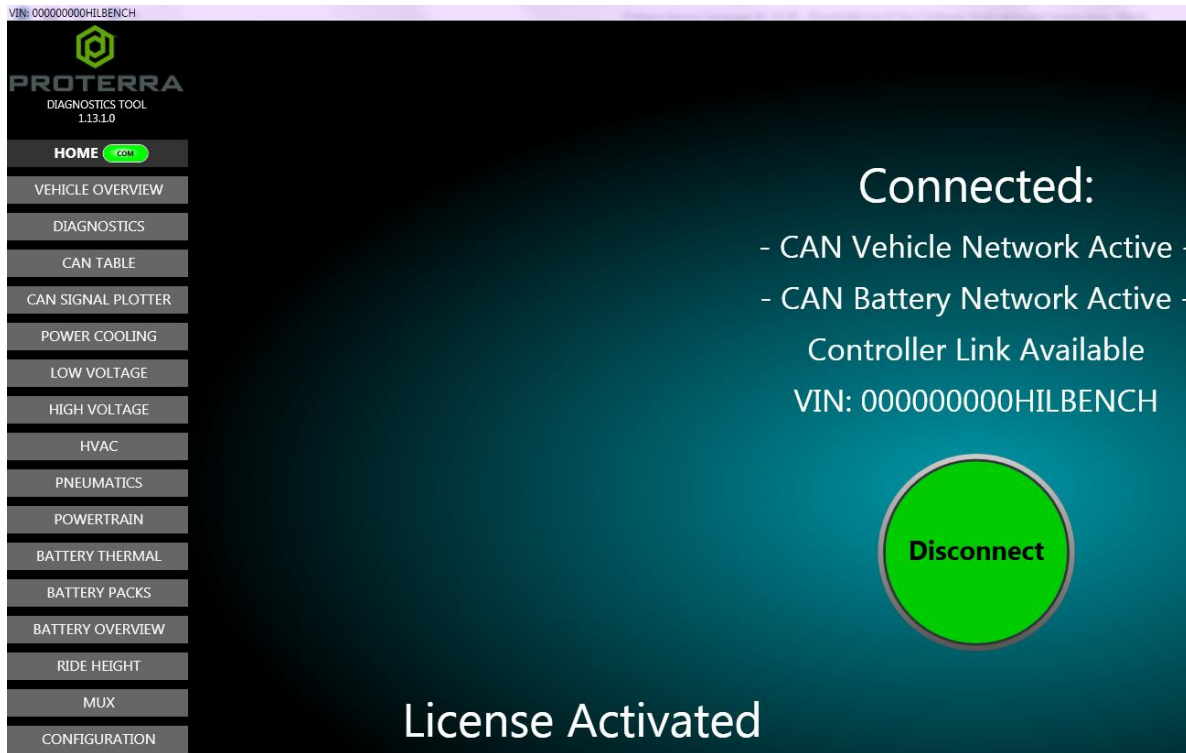 VIN: 000000000HILBENCH
PROTERRA
DIAGNOSTICS TOOL
1.13.1.0
HOME COM
VEHICLE OVERVIEW
DIAGNOSTICS
CAN TABLE
CAN SIGNAL PLOTTER
POWER COOLING
LOW VOLTAGE
HIGH VOLTAGE
HVAC
PNEUMATICS
POWERTRAIN
BATTERY THERMAL
BATTERY PACKS
BATTERY OVERVIEW
RIDE HEIGHT
MUX
CONFIGURATION
Connected:
- CAN Vehicle Network Active -
- CAN Battery Network Active -
Controller Link Available
VIN: 000000000HILBENCH
Disconnect
License Activated